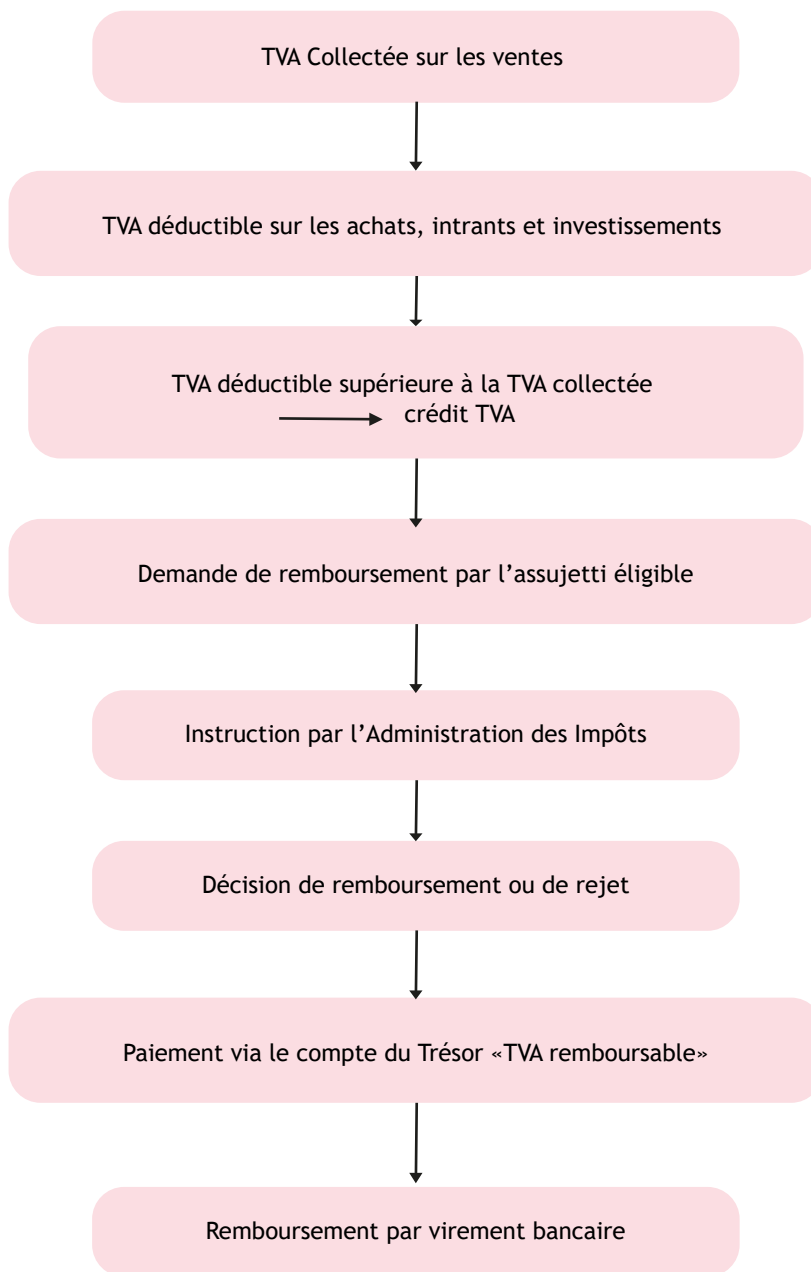 TVA Collectée sur les ventes
TVA déductible sur les achats, intrants et investissements
TVA déductible supérieure à la TVA collectée
crédit TVA
Demande de remboursement par l’assujetti éligible
Instruction par l’Administration des Impôts
Décision de remboursement ou de rejet
Paiement via le compte du Trésor «TVA remboursable»
Remboursement par virement bancaire